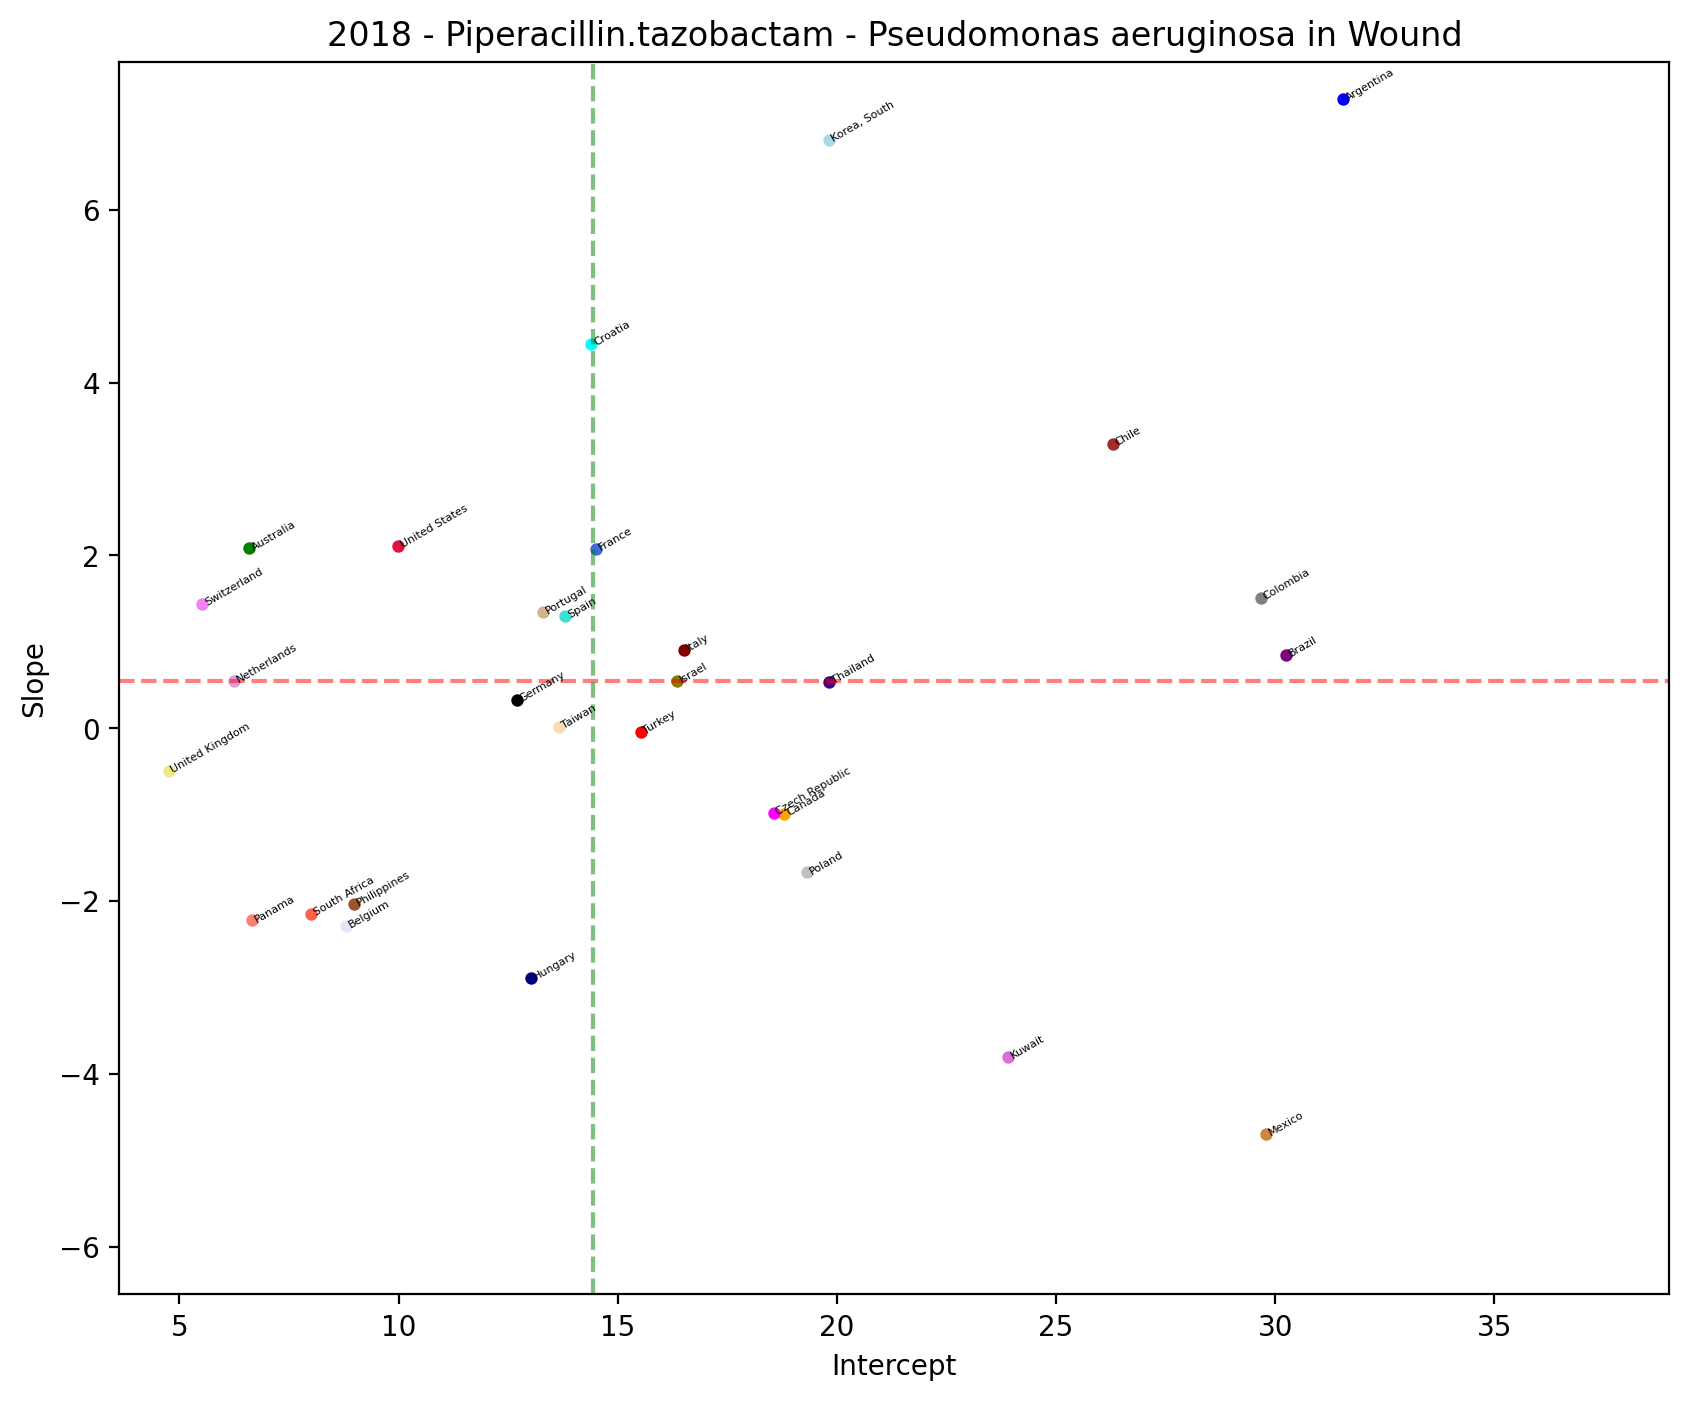 2018 - Piperacillin.tazobactam - Pseudomonas aeruginosa in Wound
Argentina
Korea, South
6
Croatia
4
Chile
United States
Australia
France
2
Switzerland
Colombia
Portugal
Spain
Italy
Brazil
Netherlands
Israel
Thailand
Germany
Slope
Taiwan
Turkey
0
United Kingdom
Czech Republic
Canada
Poland
−2
Philippines
South Africa
Panama
Belgium
Hungary
Kuwait
−4
Mexico
−6
5 10 15 20 25 30 35
Intercept